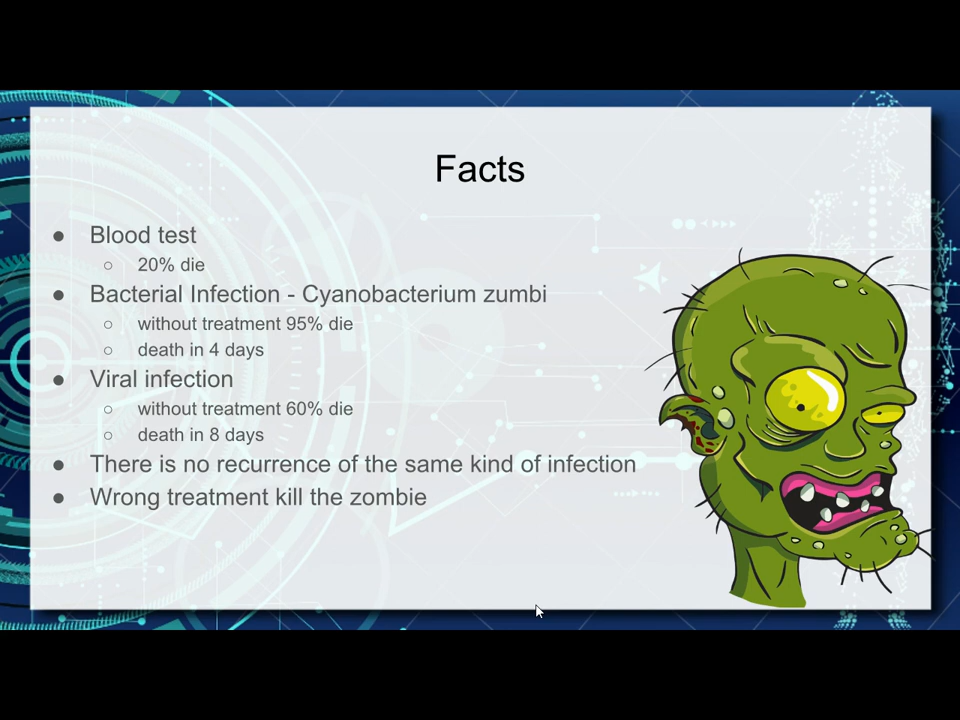 Facts
● Blood test
○ 20% die
● Bacterial Infection - Cyanobacterium zumbi
○ without treatment 95% die
○ death in 4 days
● Viral infection
○ without treatment 60% die
○ death in 8 days
● There is no recurrence of the same kind of infection
● Wrong treatment kill the zombie